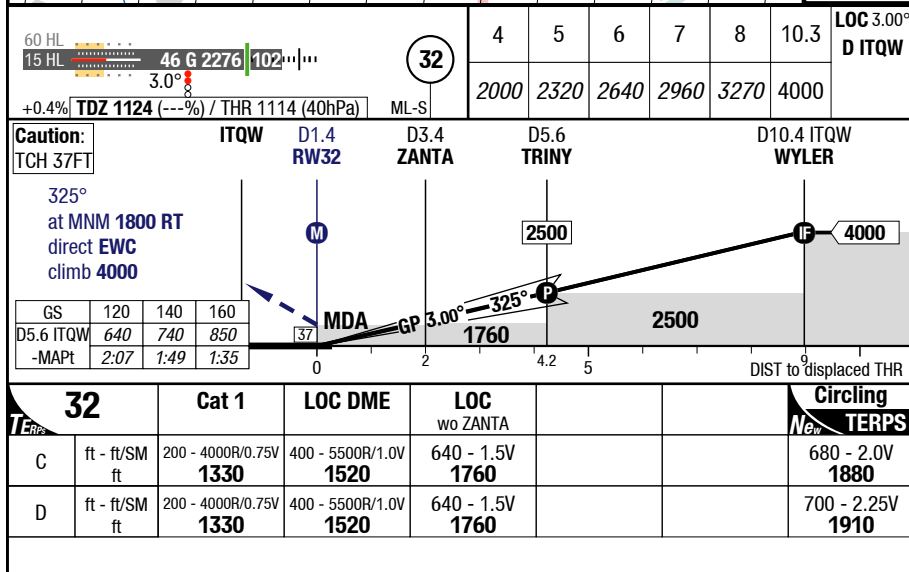 60 HL
15 HL
46 G 2276 102
3.0°
+0.4% TDZ 1124 (---%) / THR 1114 (40hPa)
ML-S
32
4 5 6 7 8 10.3
2000 2320 2640 2960 3270 4000
LOC 3.00°
D ITQW
Caution:
TCH 37FT
ITQW
D1.4
RW32
D3.4
ZANTA
D5.6
TRINY
D10.4 ITQW
WYLER
325°
at MNM 1800 RT
direct EWC
climb 4000
M
2500
IF
4000
P
GP 3.00°
325°
MDA
37
1760
2500
GS 120 140 160
D5.6 ITQW 640 740 850
-MAPt 2:07 1:49 1:35
0 2 4.2 5 9
DIST to displaced THR
TERPS
32
Cat 1
LOC DME
LOC
wo ZANTA
Circling
New TERPS
C
ft - ft/SM
ft
200 - 4000R/0.75V
1330
400 - 5500R/1.0V
1520
640 - 1.5V
1760
680 - 2.0V
1880
D
ft - ft/SM
ft
200 - 4000R/0.75V
1330
400 - 5500R/1.0V
1520
640 - 1.5V
1760
700 - 2.25V
1910